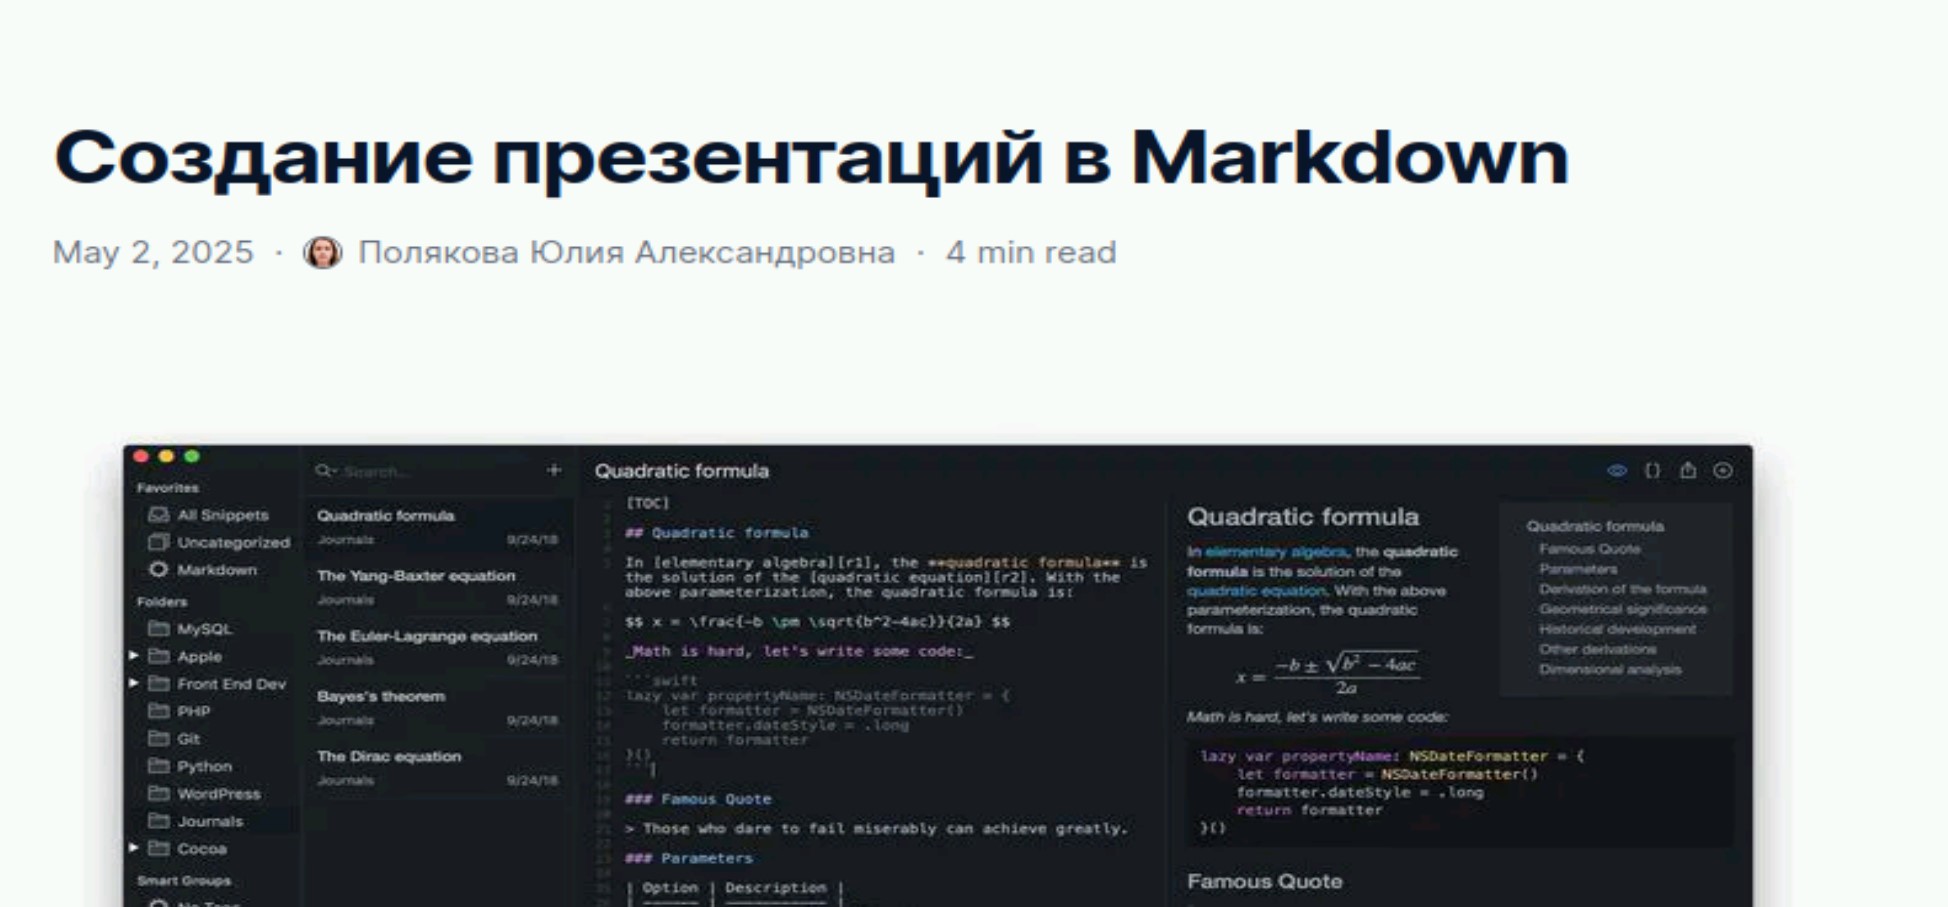 Создание презентаций в Markdown
May 2, 2025 · Полякова Юлия Александровна · 4 min read
Favorites
All Snippets
Uncategorized
Markdown
Folders
MySQL
Apple
Front End Dev
PHP
Git
Python
WordPress
Journals
Cocoa
Smart Groups
Search...
Quadratic formula
Journals 9/24/18
The Yang-Baxter equation
Journals 9/24/18
The Euler-Lagrange equation
Journals 9/24/18
Bayes's theorem
Journals 9/24/18
The Dirac equation
Journals 9/24/18
Quadratic formula
[TOC]
## Quadratic formula
In [elementary algebra][r1], the **quadratic formula** is
the solution of the [quadratic equation][r2]. With the
above parameterization, the quadratic formula is:
$$ x = \frac{-b \pm \sqrt{b^2-4ac}}{2a} $$
_Math is hard, let's write some code:_
```swift
lazy var propertyName: NSDateFormatter = {
let formatter = NSDateFormatter()
formatter.dateStyle = .long
return formatter
}()
```
### Famous Quote
> Those who dare to fail miserably can achieve greatly.
### Parameters
| Option | Description |
Quadratic formula
In elementary algebra, the quadratic
formula is the solution of the
quadratic equation. With the above
parameterization, the quadratic
formula is:
x = −b ± √b² − 4ac / 2a
Math is hard, let's write some code:
lazy var propertyName: NSDateFormatter = {
let formatter = NSDateFormatter()
formatter.dateStyle = .long
return formatter
}()
Famous Quote
Quadratic formula
Famous Quote
Parameters
Derivation of the formula
Geometrical significance
Historical development
Other derivations
Dimensional analysis